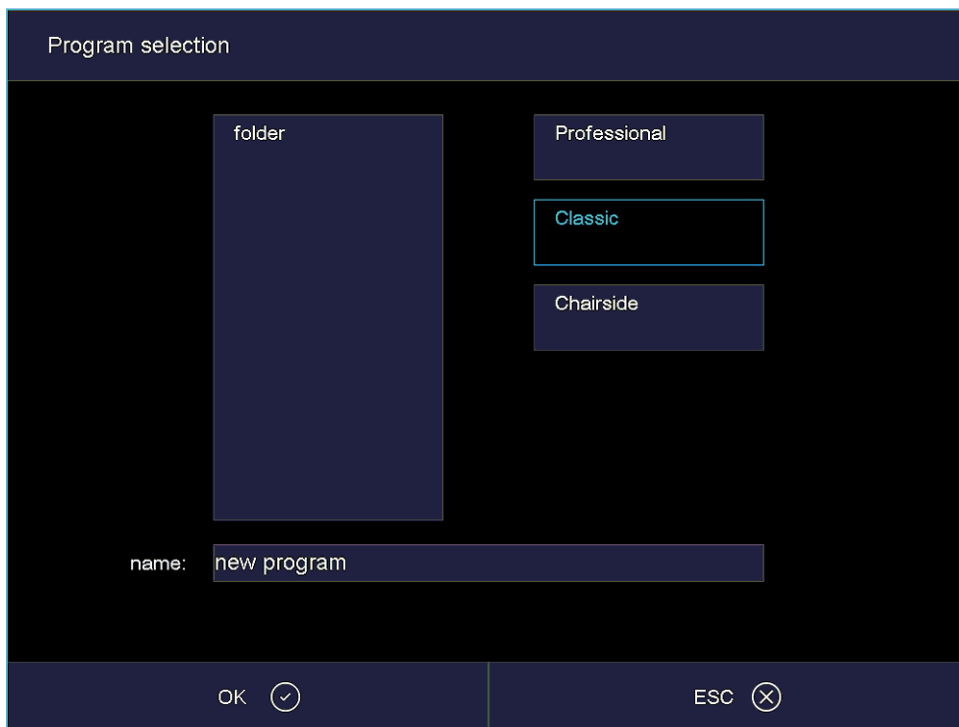 Program selection
folder
Professional
Classic
Chairside
name:
new program
OK
ESC